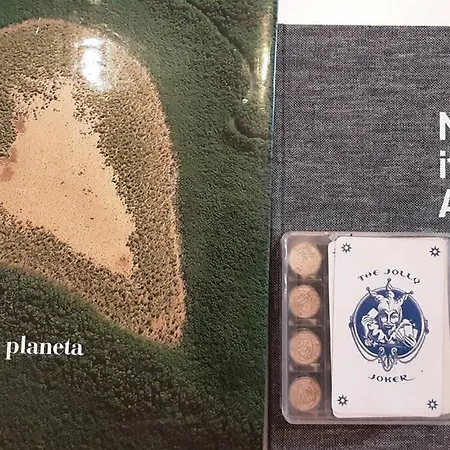 planeta
N
THE JOLLY
JOKER